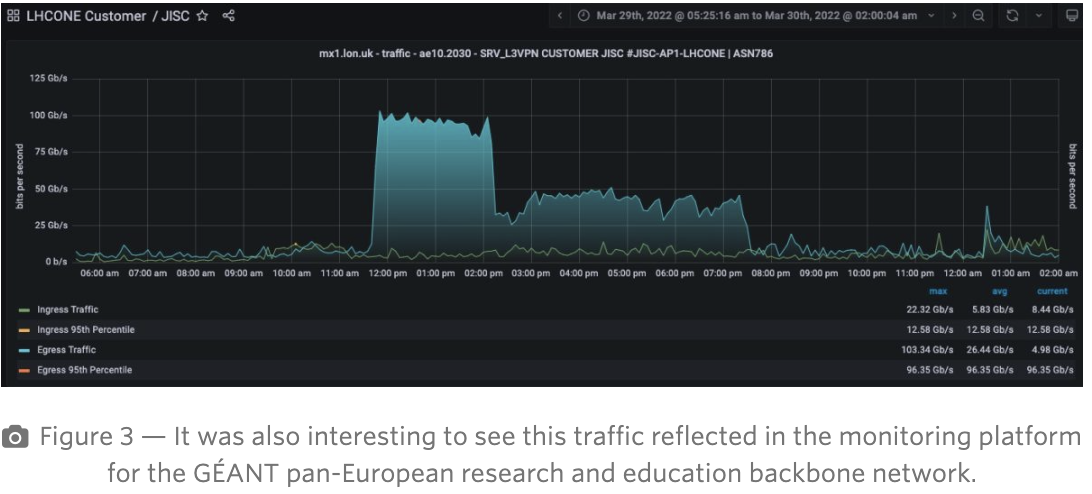 LHCONE Customer / JISC
Mar 29th, 2022 @ 05:25:16 am to Mar 30th, 2022 @ 02:00:04 am
mx1.lon.uk - traffic - ae10.2030 - SRV_L3VPN CUSTOMER JISC #JISC-AP1-LHCONE | ASN786
125 Gb/s
100 Gb/s
75 Gb/s
50 Gb/s
25 Gb/s
0 b/s
bits per second
bits per second
06:00 am 07:00 am 08:00 am 09:00 am 10:00 am 11:00 am 12:00 pm 01:00 pm 02:00 pm 03:00 pm 04:00 pm 05:00 pm 06:00 pm 07:00 pm 08:00 pm 09:00 pm 10:00 pm 11:00 pm 12:00 am 01:00 am 02:00 am
max avg current
Ingress Traffic 22.32 Gb/s 5.83 Gb/s 8.44 Gb/s
Ingress 95th Percentile 12.58 Gb/s 12.58 Gb/s 12.58 Gb/s
Egress Traffic 103.34 Gb/s 26.44 Gb/s 4.98 Gb/s
Egress 95th Percentile 96.35 Gb/s 96.35 Gb/s 96.35 Gb/s
Figure 3 — It was also interesting to see this traffic reflected in the monitoring platform
for the GÉANT pan-European research and education backbone network.